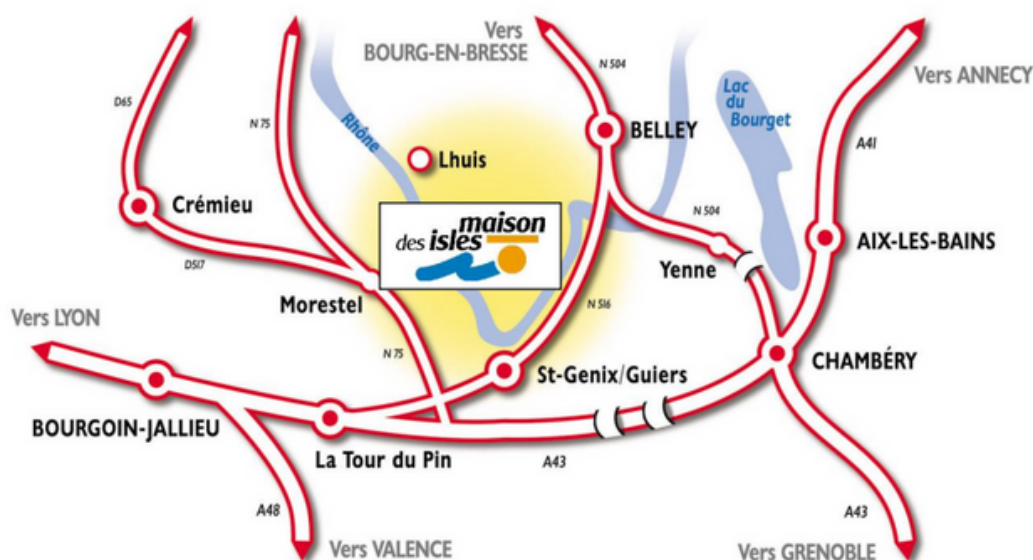 Vers
BOURG-EN-BRESSE
N 504
Vers ANNECY
Lac
du
Bourget
D65
N 75
Rhône
BELLEY
A41
Lhuis
Crémieu
N 504
maison
des isles
AIX-LES-BAINS
Yenne
D517
Morestel
N 516
Vers LYON
N 75
St-Genix/Guiers
CHAMBÉRY
BOURGOIN-JALLIEU
La Tour du Pin
A43
A48
A43
Vers VALENCE
Vers GRENOBLE